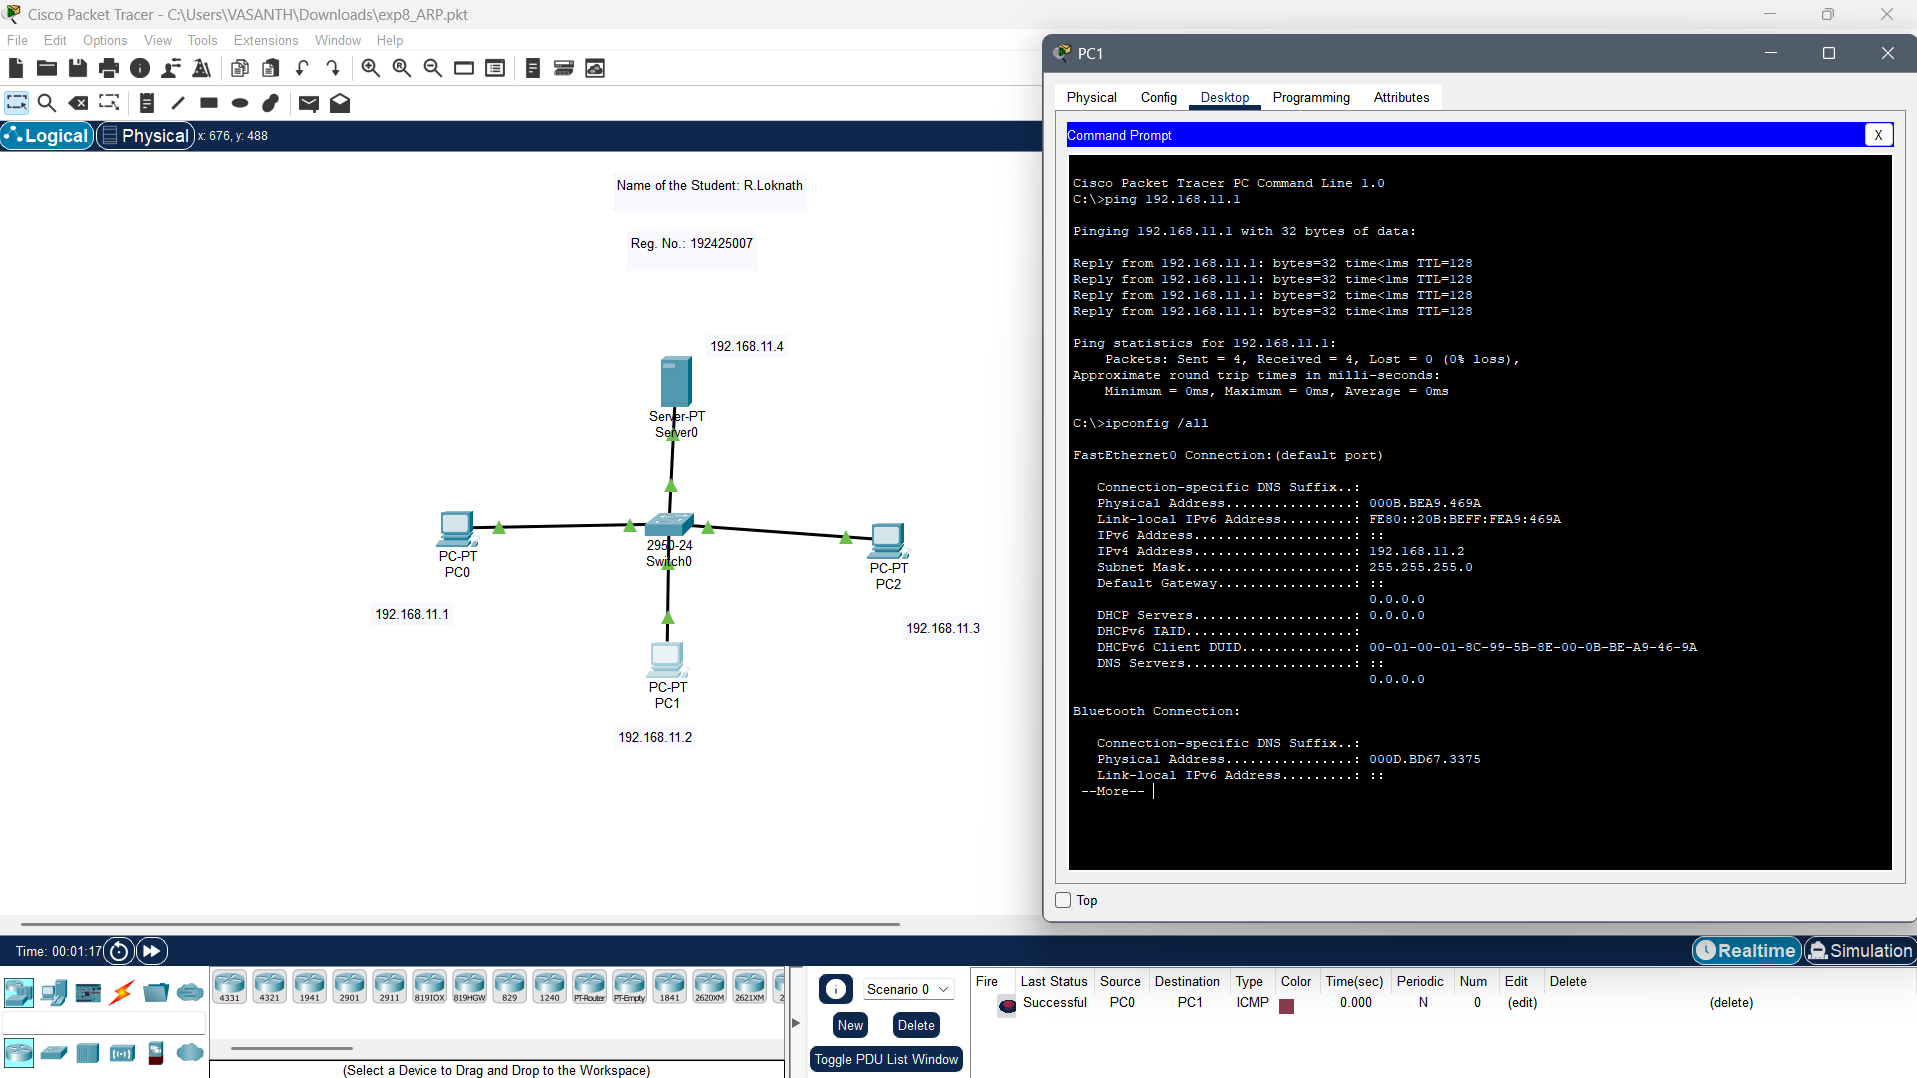 Cisco Packet Tracer - C:\Users\VASANTH\Downloads\exp8_ARP.pkt
File Edit Options View Tools Extensions Window Help
Logical Physical x: 676, y: 488
Name of the Student: R.Loknath
Reg. No.: 192425007
192.168.11.4
Server-PT
Server0
2950-24
Switch0
PC-PT
PC0
192.168.11.1
PC-PT
PC2
192.168.11.3
PC-PT
PC1
192.168.11.2
PC1
Physical Config Desktop Programming Attributes
Command Prompt X
Cisco Packet Tracer PC Command Line 1.0
C:\>ping 192.168.11.1
Pinging 192.168.11.1 with 32 bytes of data:
Reply from 192.168.11.1: bytes=32 time<1ms TTL=128
Reply from 192.168.11.1: bytes=32 time<1ms TTL=128
Reply from 192.168.11.1: bytes=32 time<1ms TTL=128
Reply from 192.168.11.1: bytes=32 time<1ms TTL=128
Ping statistics for 192.168.11.1:
Packets: Sent = 4, Received = 4, Lost = 0 (0% loss),
Approximate round trip times in milli-seconds:
Minimum = 0ms, Maximum = 0ms, Average = 0ms
C:\>ipconfig /all
FastEthernet0 Connection:(default port)
Connection-specific DNS Suffix..:
Physical Address................: 000B.BEA9.469A
Link-local IPv6 Address.........: FE80::20B:BEFF:FEA9:469A
IPv6 Address....................: ::
IPv4 Address....................: 192.168.11.2
Subnet Mask.....................: 255.255.255.0
Default Gateway.................: ::
0.0.0.0
DHCP Servers....................: 0.0.0.0
DHCPv6 IAID.....................:
DHCPv6 Client DUID..............: 00-01-00-01-8C-99-5B-8E-00-0B-BE-A9-46-9A
DNS Servers.....................: ::
0.0.0.0
Bluetooth Connection:
Connection-specific DNS Suffix..:
Physical Address................: 000D.BD67.3375
Link-local IPv6 Address.........: ::
--More--
Top
Time: 00:01:17
Realtime Simulation
4331 4321 1941 2901 2911 819IOX 819HGW 829 1240 PT-Router PT-Empty 1841 2620XM 2621XM 2
(Select a Device to Drag and Drop to the Workspace)
Scenario 0
New Delete
Toggle PDU List Window
Fire Last Status Source Destination Type Color Time(sec) Periodic Num Edit Delete
Successful PC0 PC1 ICMP 0.000 N 0 (edit) (delete)